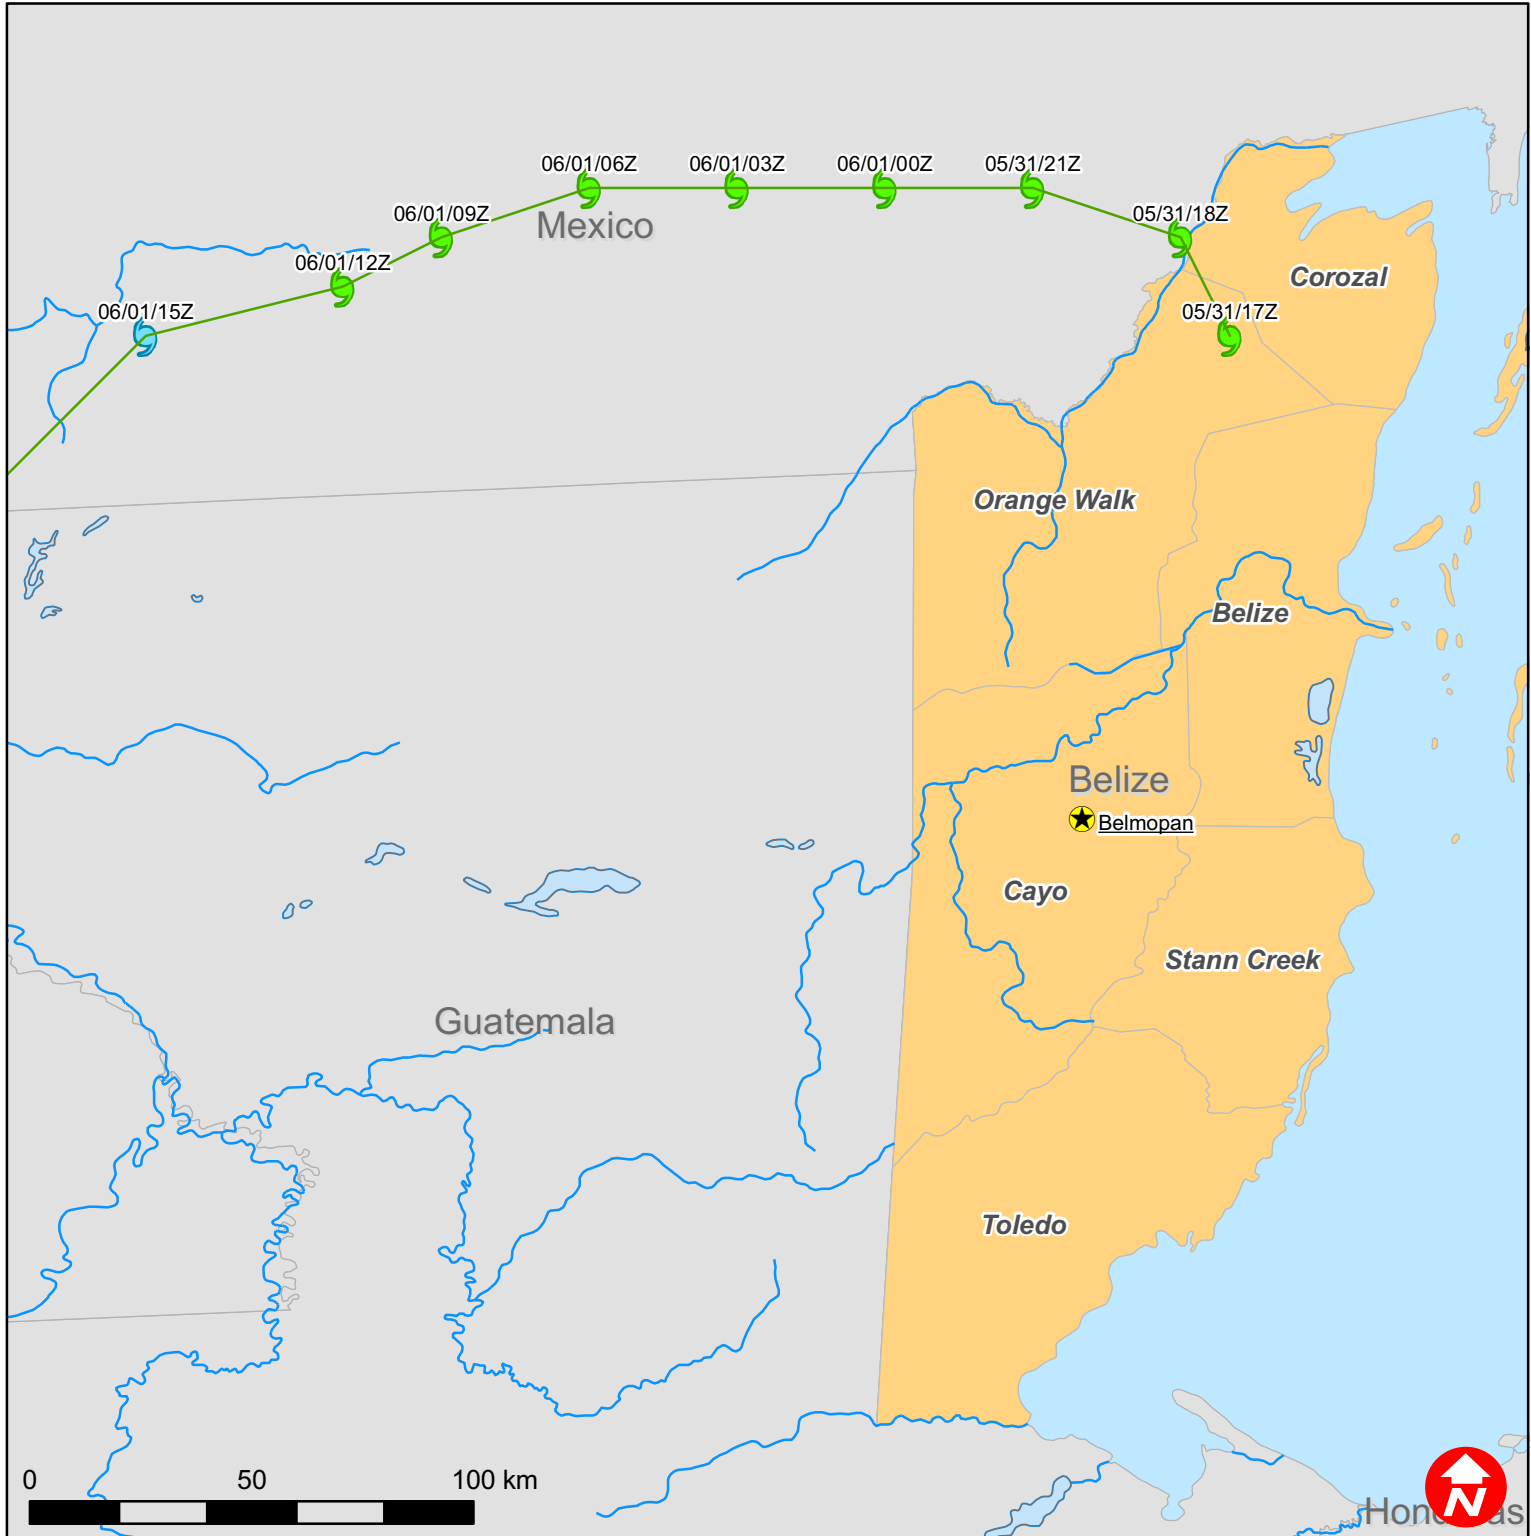 06/01/06Z
06/01/03Z
06/01/00Z
05/31/21Z
06/01/09Z
Mexico
05/31/18Z
06/01/12Z
Corozal
06/01/15Z
05/31/17Z
Orange Walk
Belize
Belize
Belmopan
Cayo
Stann Creek
Guatemala
Toledo
0 50 100 km
N